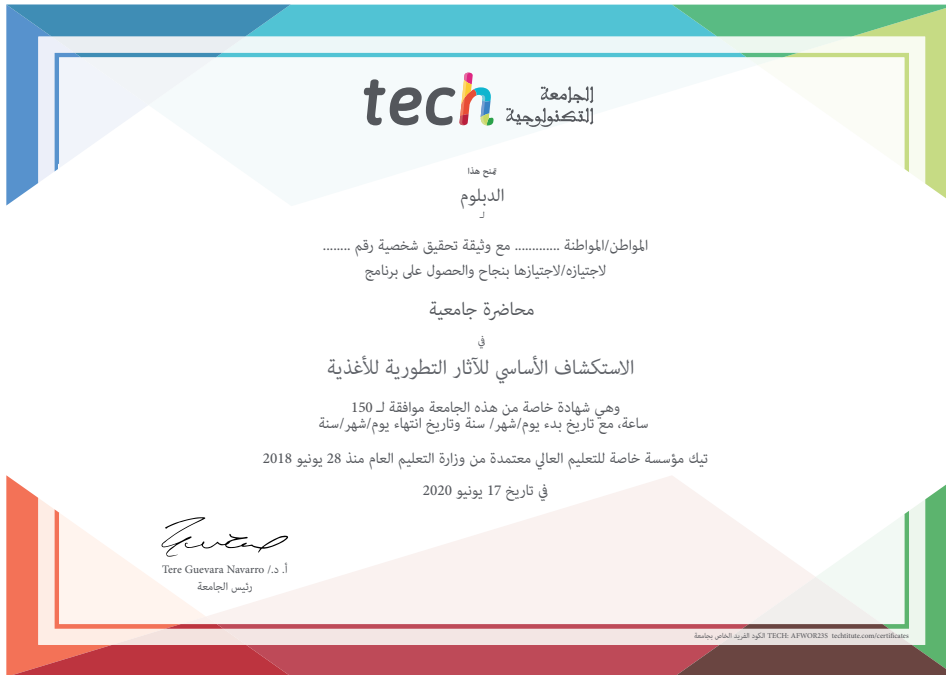 tech الجامعة
التكنولوجية
يمنح هذا
الدبلوم
لـ
المواطن/المواطنة ............ مع وثيقة تحقيق شخصية رقم ........
لاجتيازه/لاجتيازها بنجاح والحصول على برنامج
محاضرة جامعية
في
الاستكشاف الأساسي للآثار التطورية للأغذية
وهي شهادة خاصة من هذه الجامعة موافقة لـ 150
ساعة، مع تاريخ بدء يوم/شهر/ سنة وتاريخ انتهاء يوم/شهر/سنة
تيك مؤسسة خاصة للتعليم العالي معتمدة من وزارة التعليم العام منذ 28 يونيو 2018
في تاريخ 17 يونيو 2020
أ. د./ Tere Guevara Navarro
رئيس الجامعة
الكود الفريد الخاص بجامعة TECH: AFWOR23S techtitute.com/certificates